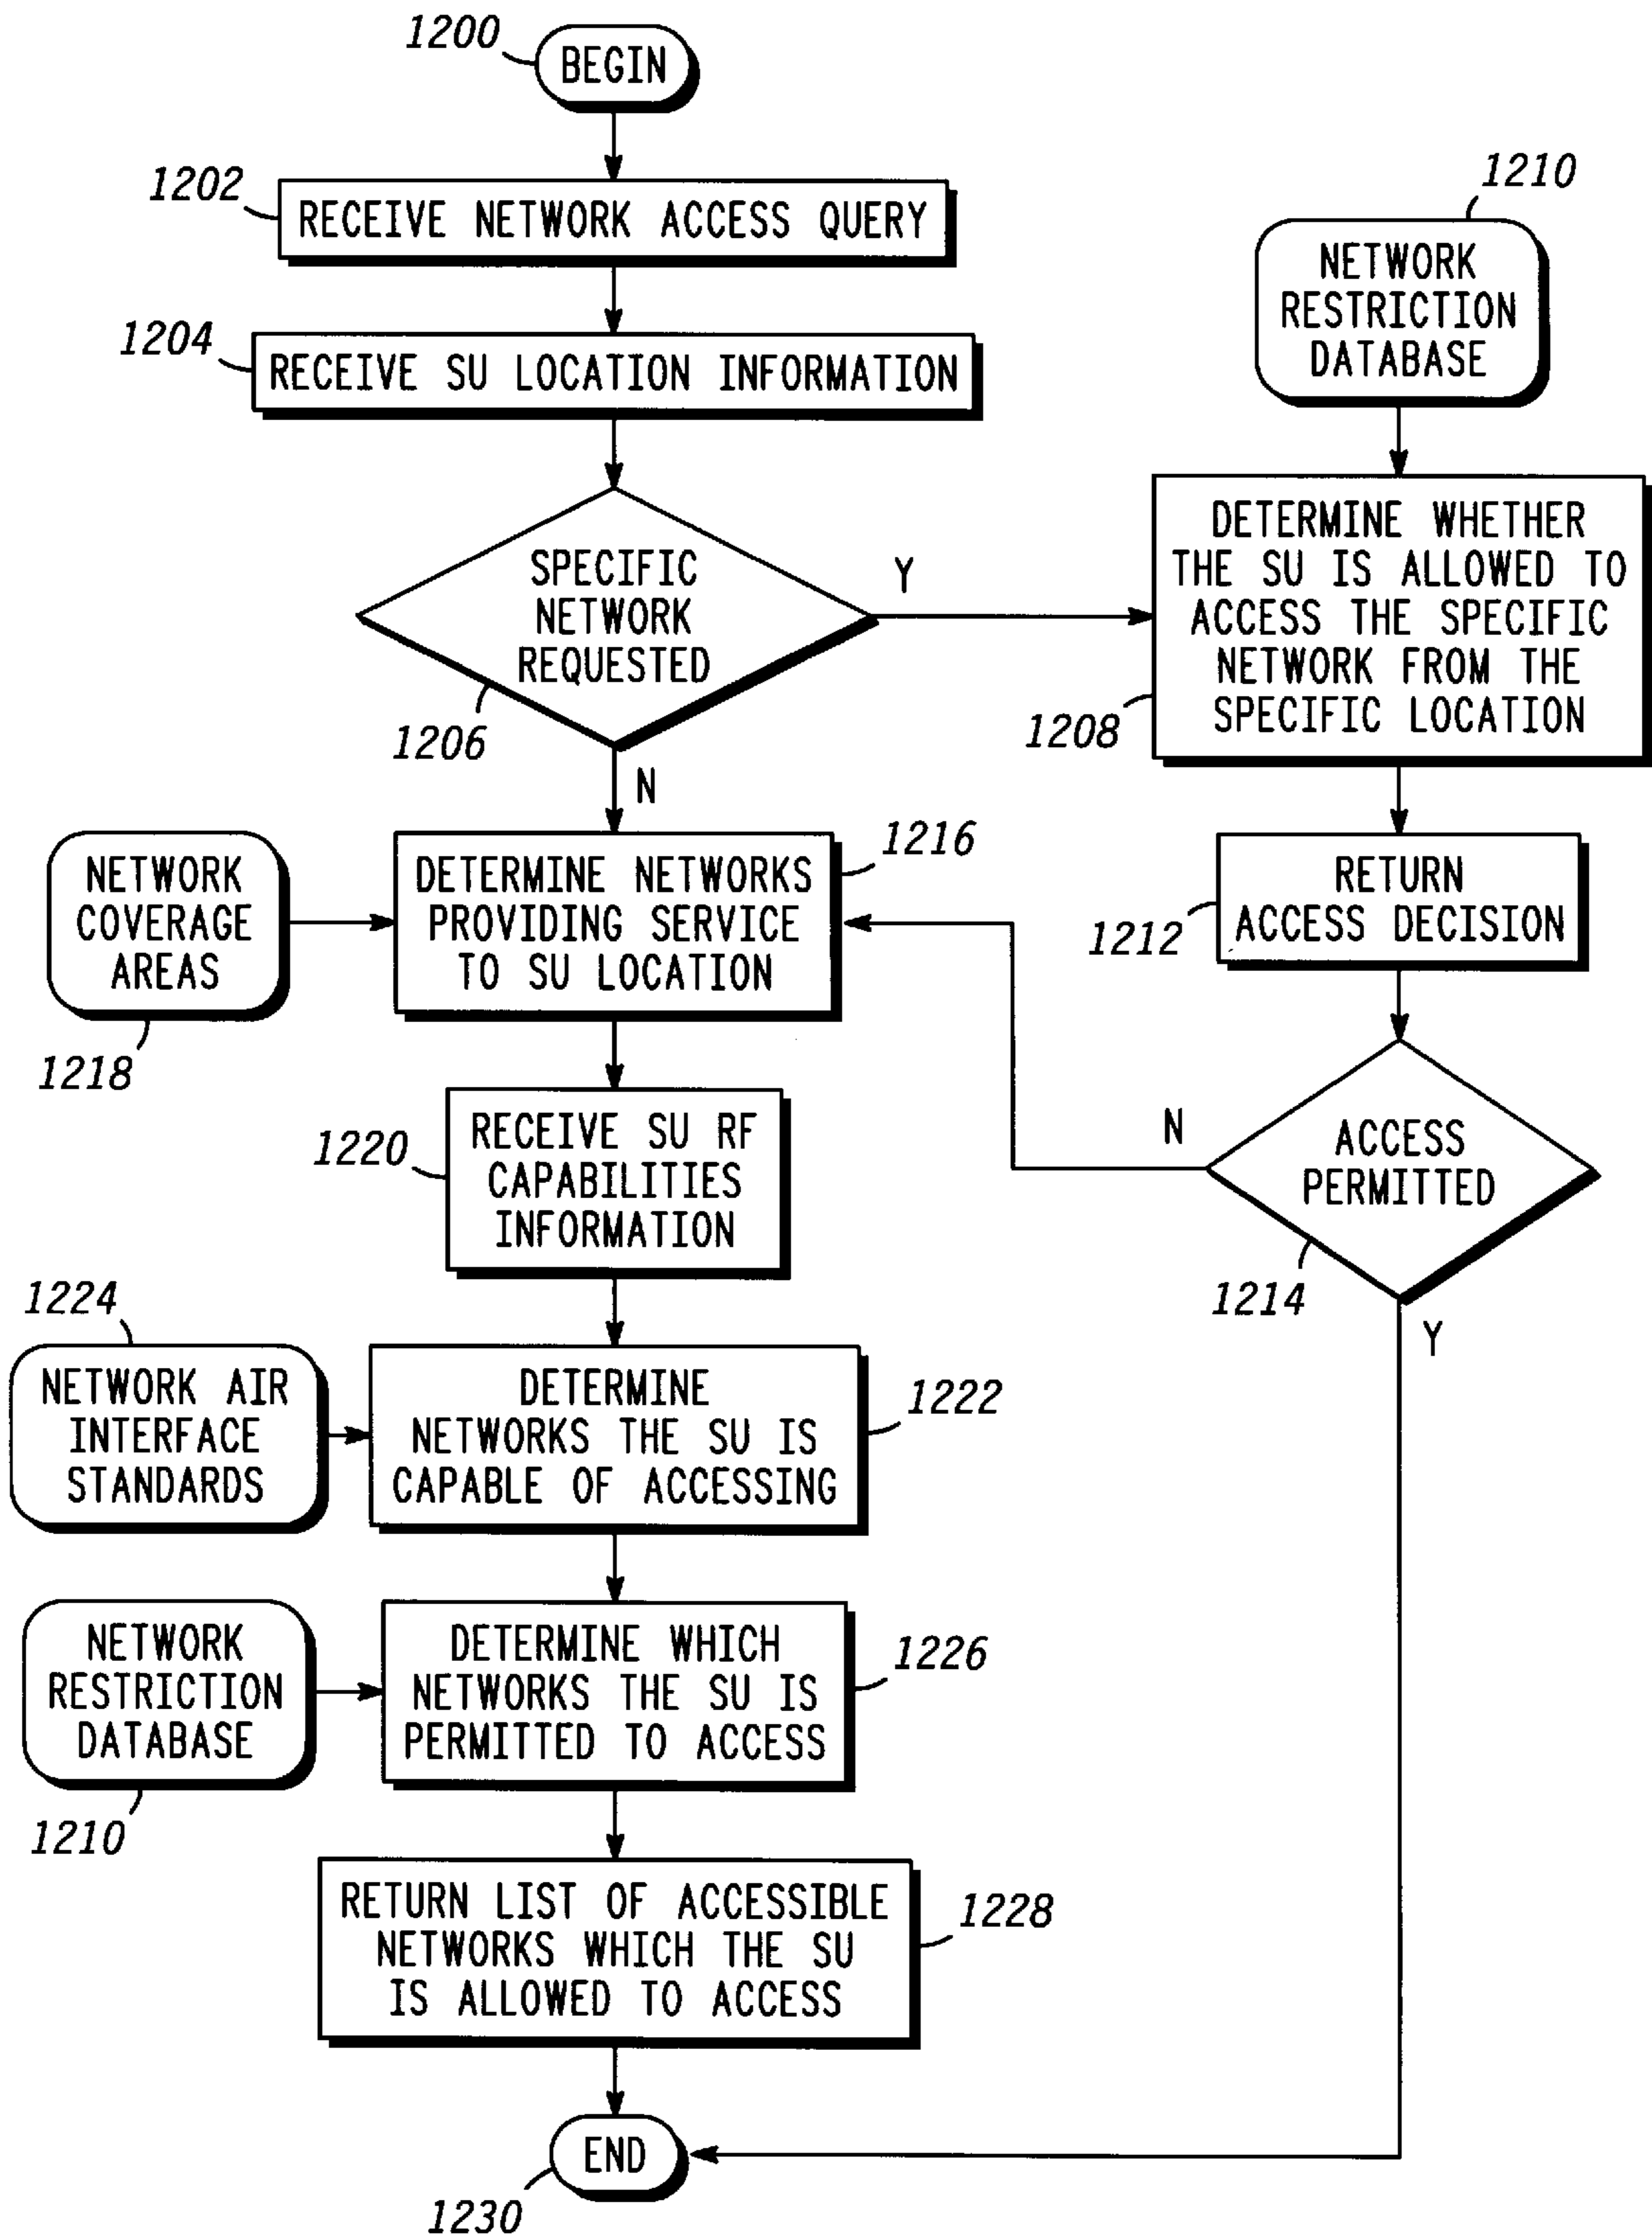 1200
BEGIN
1202
RECEIVE NETWORK ACCESS QUERY
1204
RECEIVE SU LOCATION INFORMATION
SPECIFIC
NETWORK
REQUESTED
1206
Y
N
1210
NETWORK
RESTRICTION
DATABASE
DETERMINE WHETHER
THE SU IS ALLOWED TO
ACCESS THE SPECIFIC
NETWORK FROM THE
SPECIFIC LOCATION
1208
RETURN
ACCESS DECISION
1212
ACCESS
PERMITTED
1214
N
Y
NETWORK
COVERAGE
AREAS
1218
DETERMINE NETWORKS
PROVIDING SERVICE
TO SU LOCATION
1216
1220
RECEIVE SU RF
CAPABILITIES
INFORMATION
1224
NETWORK AIR
INTERFACE
STANDARDS
DETERMINE
NETWORKS THE SU IS
CAPABLE OF ACCESSING
1222
NETWORK
RESTRICTION
DATABASE
1210
DETERMINE WHICH
NETWORKS THE SU IS
PERMITTED TO ACCESS
1226
RETURN LIST OF ACCESSIBLE
NETWORKS WHICH THE SU
IS ALLOWED TO ACCESS
1228
END
1230